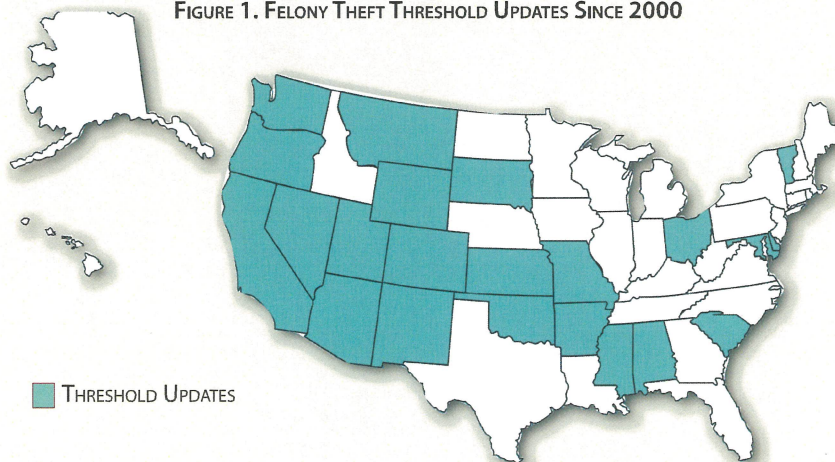 FIGURE 1. FELONY THEFT THRESHOLD UPDATES SINCE 2000
THRESHOLD UPDATES